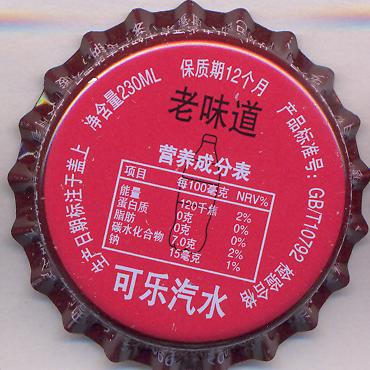 生产日期标注于盖上
净含量230ML
保质期12个月
产品标准号：GB/T10792 检验合格
老味道
营养成分表
项目 每100毫克 NRV%
能量 120千焦 2%
蛋白质 0克 0%
脂肪 0克 0%
碳水化合物 7.0克 2%
钠 15毫克 1%
可乐汽水